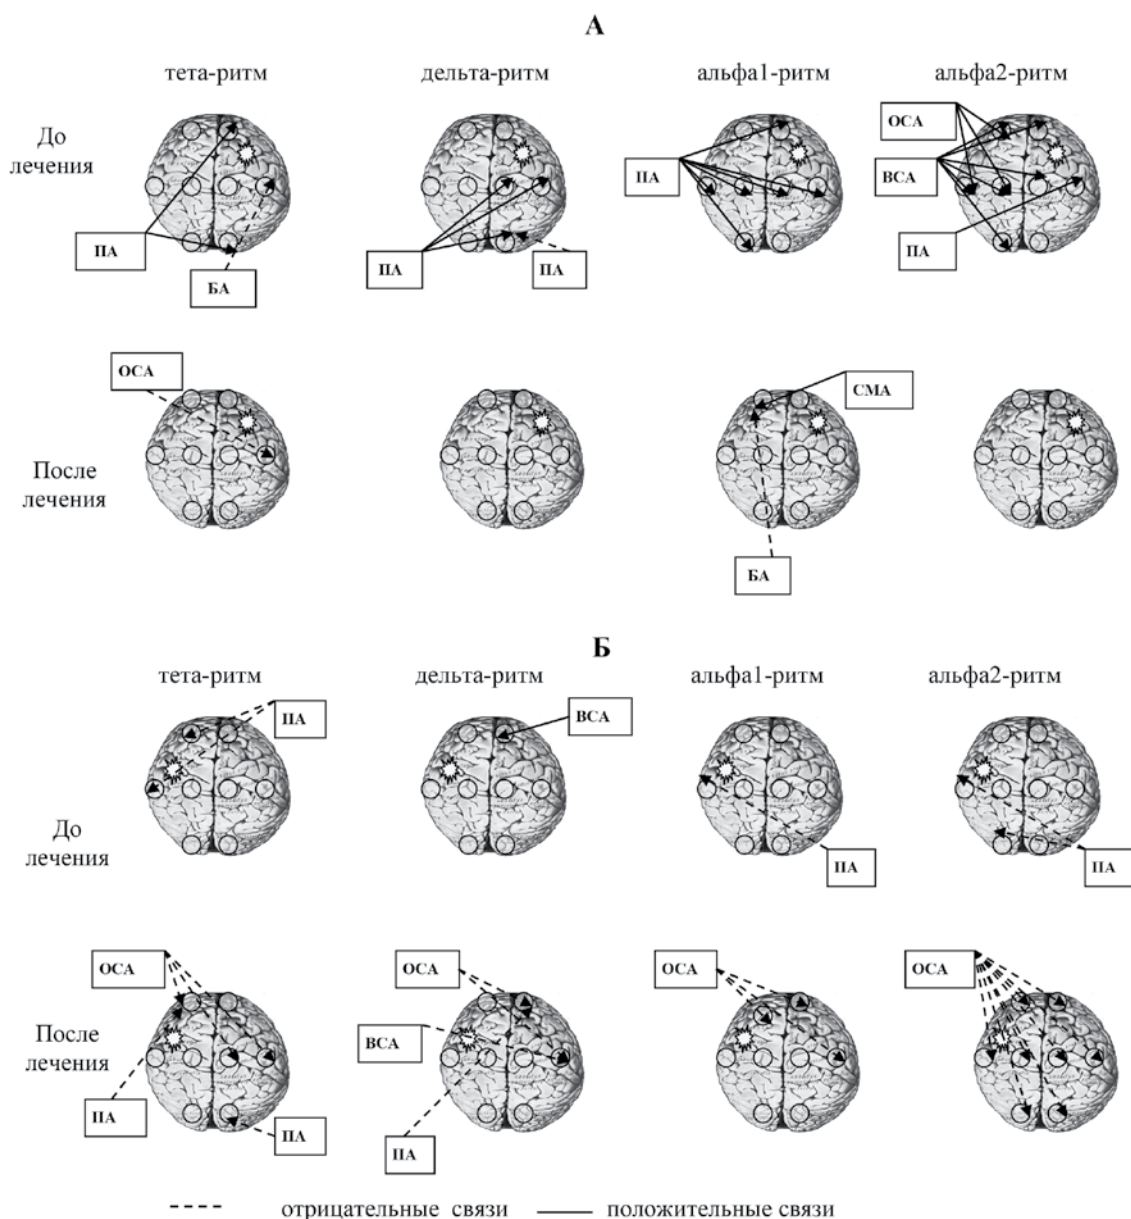 А
тета-ритм
дельта-ритм
альфа1-ритм
альфа2-ритм
До
лечения
ОСА
ПА
ВСА
ПА
ПА
ПА
ПА
БА
ОСА
СМА
После
лечения
БА
Б
тета-ритм
дельта-ритм
альфа1-ритм
альфа2-ритм
ПА
ВСА
До
лечения
ПА
ПА
ОСА
ОСА
ОСА
ОСА
После
лечения
ВСА
ПА
ПА
ПА
отрицательные связи
положительные связи